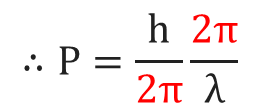 ∴ P = h/2π 2π/λ